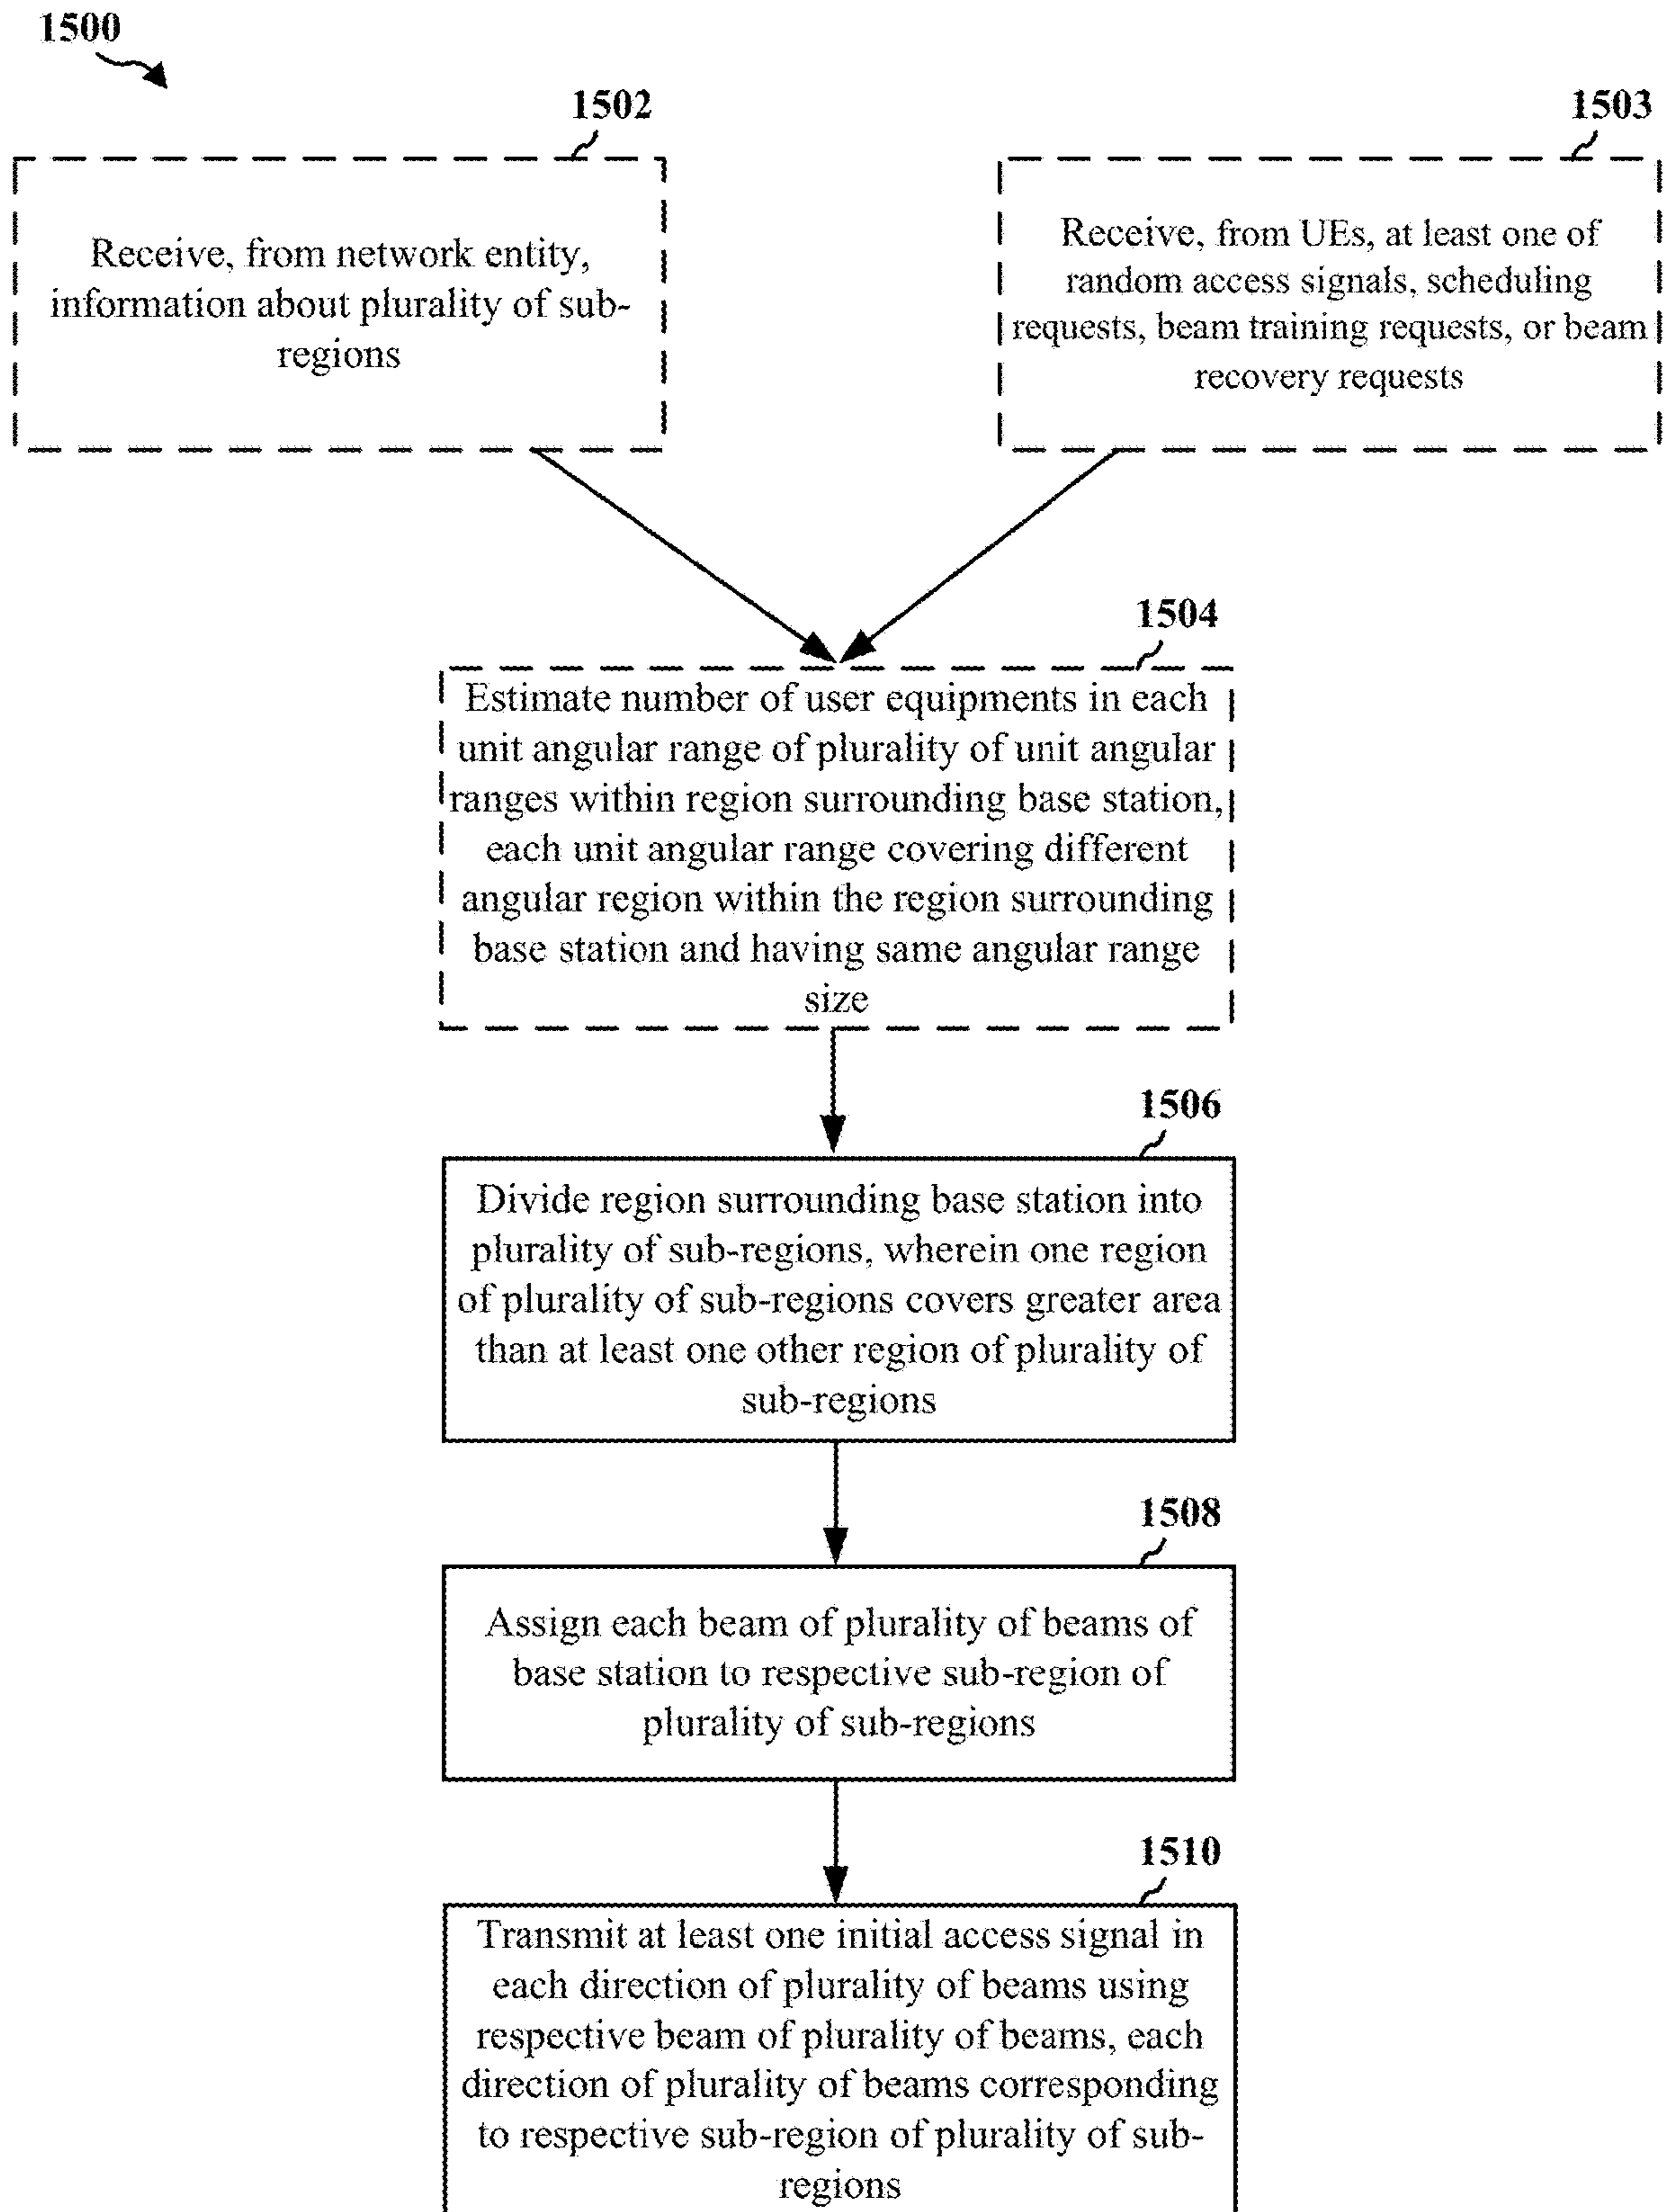 1500
1502
1503
Receive, from network entity,
information about plurality of sub-
regions
Receive, from UEs, at least one of
random access signals, scheduling
requests, beam training requests, or beam
recovery requests
1504
Estimate number of user equipments in each
unit angular range of plurality of unit angular
ranges within region surrounding base station,
each unit angular range covering different
angular region within the region surrounding
base station and having same angular range
size
1506
Divide region surrounding base station into
plurality of sub-regions, wherein one region
of plurality of sub-regions covers greater area
than at least one other region of plurality of
sub-regions
1508
Assign each beam of plurality of beams of
base station to respective sub-region of
plurality of sub-regions
1510
Transmit at least one initial access signal in
each direction of plurality of beams using
respective beam of plurality of beams, each
direction of plurality of beams corresponding
to respective sub-region of plurality of sub-
regions